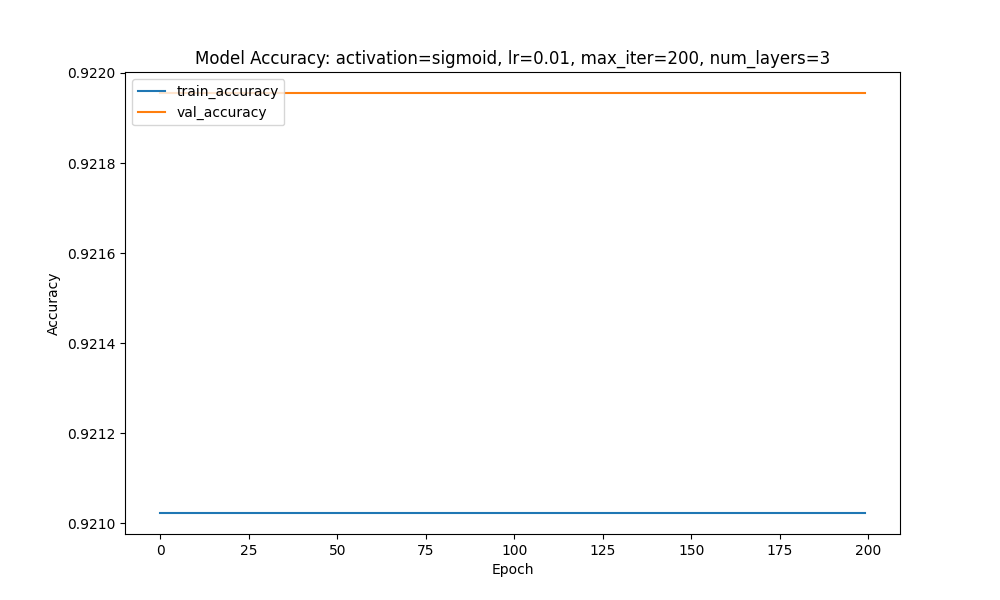 Model Accuracy: activation=sigmoid, lr=0.01, max_iter=200, num_layers=3
train_accuracy
val_accuracy
Accuracy
0.9220
0.9218
0.9216
0.9214
0.9212
0.9210
0 25 50 75 100 125 150 175 200
Epoch